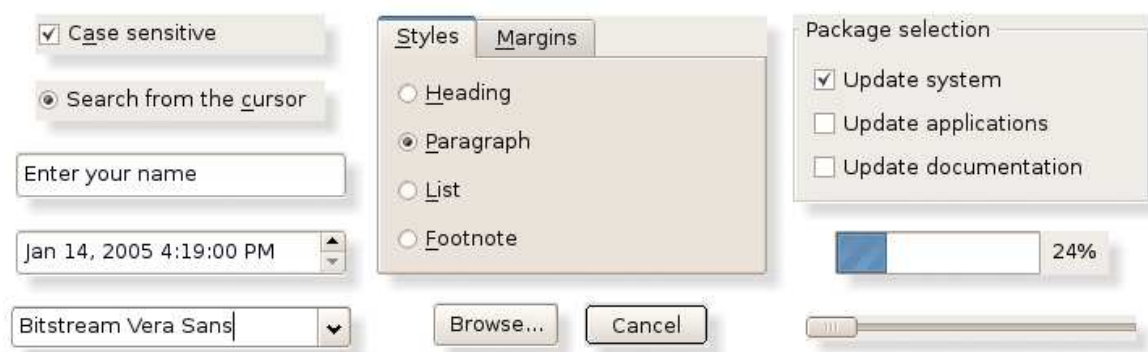 Case sensitive
Search from the cursor
Enter your name
Jan 14, 2005 4:19:00 PM
Bitstream Vera Sans
Styles
Margins
Heading
Paragraph
List
Footnote
Browse...
Cancel
Package selection
Update system
Update applications
Update documentation
24%